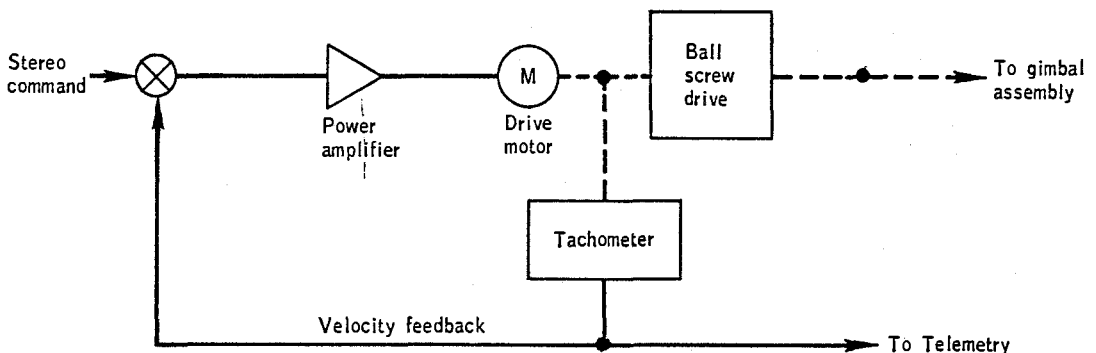 Stereo
command
Power
amplifier
M
Drive
motor
Ball
screw
drive
To gimbal
assembly
Tachometer
Velocity feedback
To Telemetry